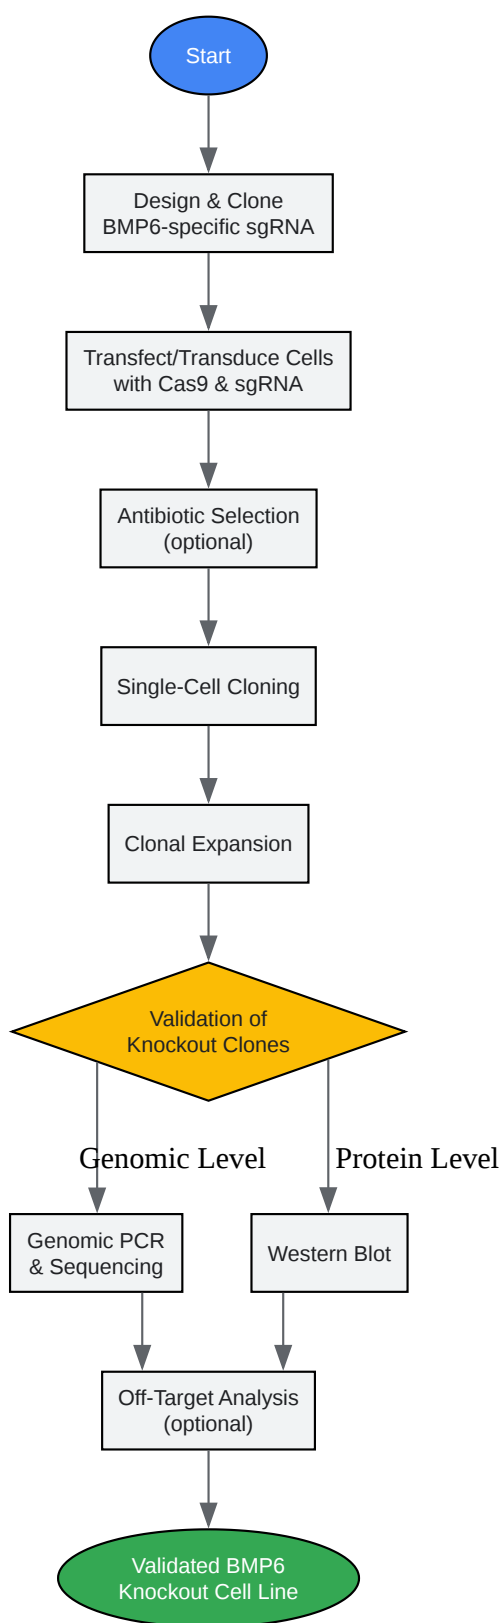 Start
Design & Clone
BMP6-specific sgRNA
Transfect/Transduce Cells
with Cas9 & sgRNA
Antibiotic Selection
(optional)
Single-Cell Cloning
Clonal Expansion
Validation of
Knockout Clones
Genomic Level
Protein Level
Genomic PCR
& Sequencing
Western Blot
Off-Target Analysis
(optional)
Validated BMP6
Knockout Cell Line